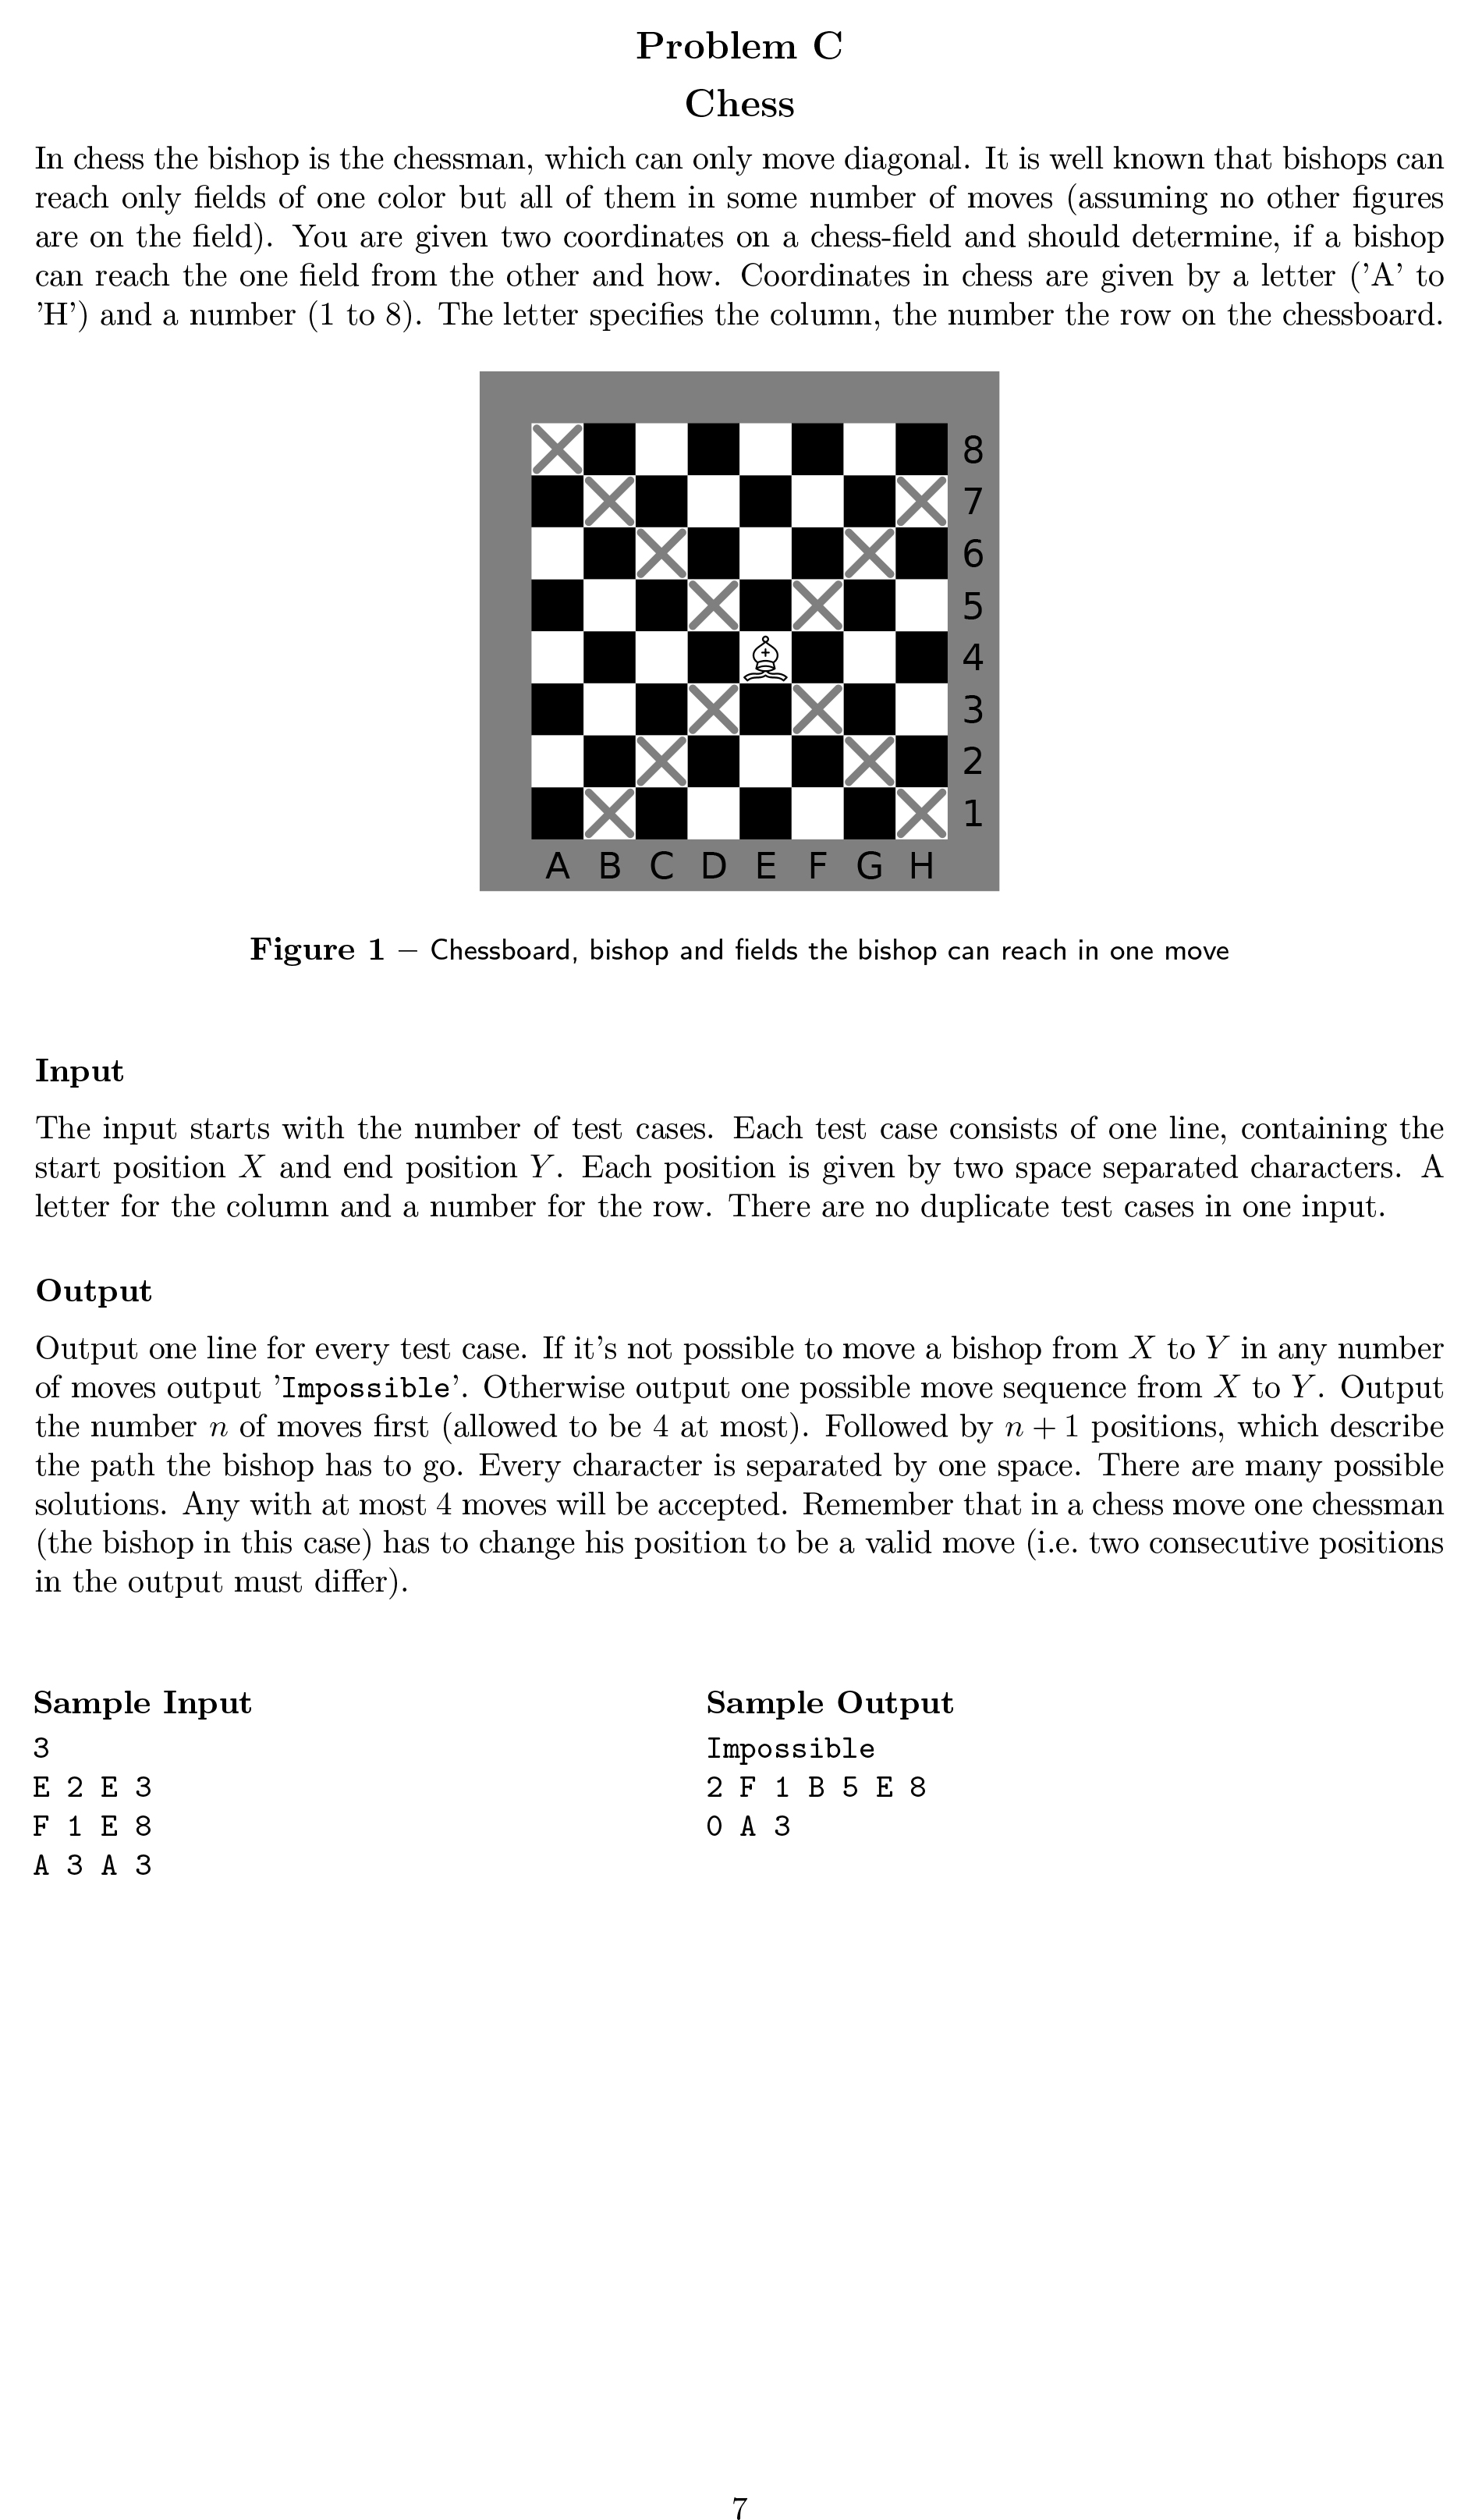 Problem C
Chess
In chess the bishop is the chessman, which can only move diagonal. It is well known that bishops can
reach only fields of one color but all of them in some number of moves (assuming no other figures
are on the field). You are given two coordinates on a chess-field and should determine, if a bishop
can reach the one field from the other and how. Coordinates in chess are given by a letter ('A' to
'H') and a number (1 to 8). The letter specifies the column, the number the row on the chessboard.
8
7
6
5
4
3
2
1
A B C D E F G H
Figure 1 – Chessboard, bishop and fields the bishop can reach in one move
Input
The input starts with the number of test cases. Each test case consists of one line, containing the
start position X and end position Y. Each position is given by two space separated characters. A
letter for the column and a number for the row. There are no duplicate test cases in one input.
Output
Output one line for every test case. If it's not possible to move a bishop from X to Y in any number
of moves output 'Impossible'. Otherwise output one possible move sequence from X to Y. Output
the number n of moves first (allowed to be 4 at most). Followed by n + 1 positions, which describe
the path the bishop has to go. Every character is separated by one space. There are many possible
solutions. Any with at most 4 moves will be accepted. Remember that in a chess move one chessman
(the bishop in this case) has to change his position to be a valid move (i.e. two consecutive positions
in the output must differ).
Sample Input
3
E 2 E 3
F 1 E 8
A 3 A 3
Sample Output
Impossible
2 F 1 B 5 E 8
0 A 3
7